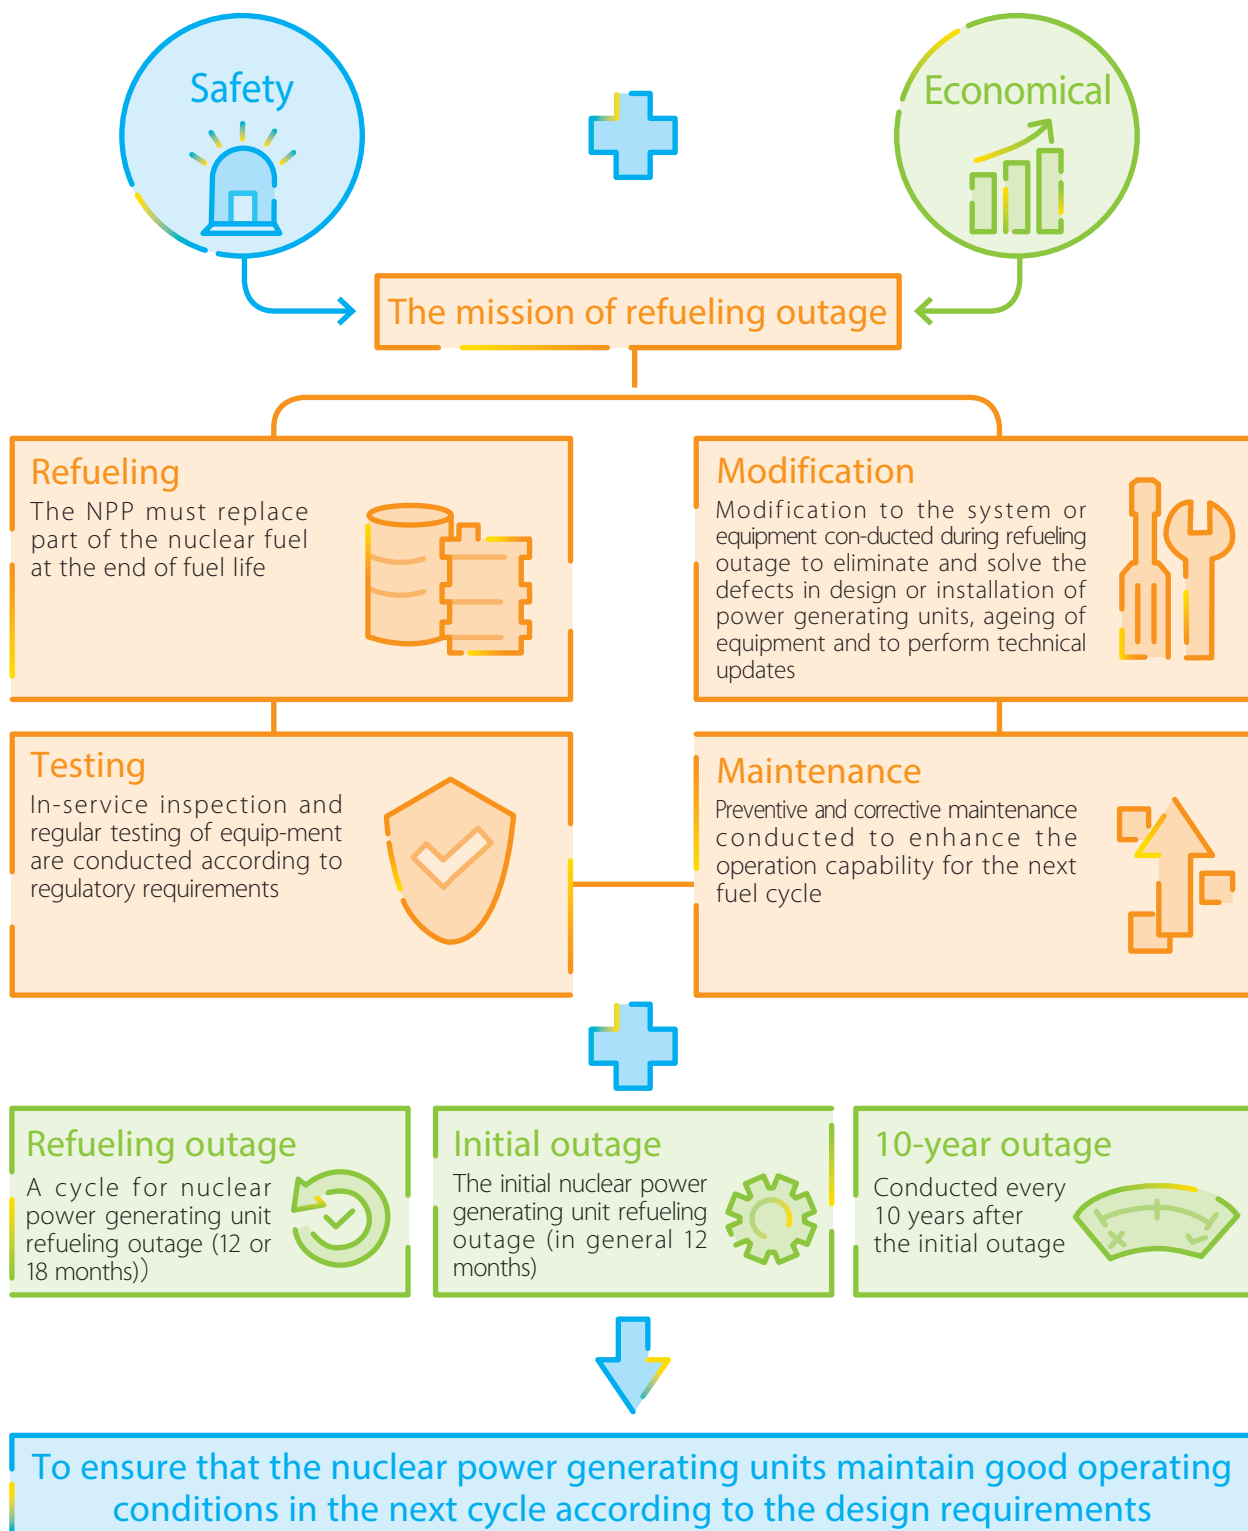 Safety
Economical
The mission of refueling outage
Refueling
The NPP must replace
part of the nuclear fuel
at the end of fuel life
Modification
Modification to the system or
equipment con-ducted during refueling
outage to eliminate and solve the
defects in design or installation of
power generating units, ageing of
equipment and to perform technical
updates
Testing
In-service inspection and
regular testing of equip-ment
are conducted according to
regulatory requirements
Maintenance
Preventive and corrective maintenance
conducted to enhance the
operation capability for the next
fuel cycle
Refueling outage
A cycle for nuclear
power generating unit
refueling outage (12 or
18 months))
Initial outage
The initial nuclear power
generating unit refueling
outage (in general 12
months)
10-year outage
Conducted every
10 years after
the initial outage
To ensure that the nuclear power generating units maintain good operating
conditions in the next cycle according to the design requirements